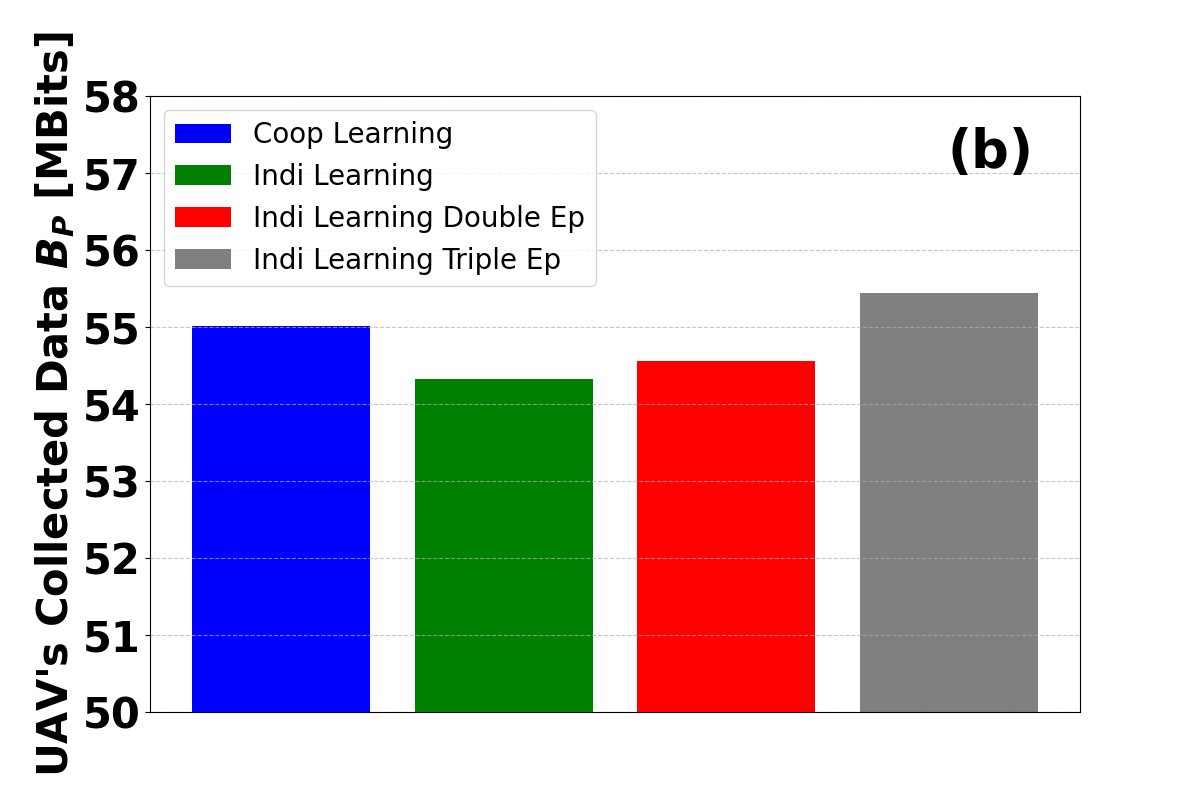 UAV's Collected Data B_P [MBits]
58
57
56
55
54
53
52
51
50
Coop Learning
Indi Learning
Indi Learning Double Ep
Indi Learning Triple Ep
(b)